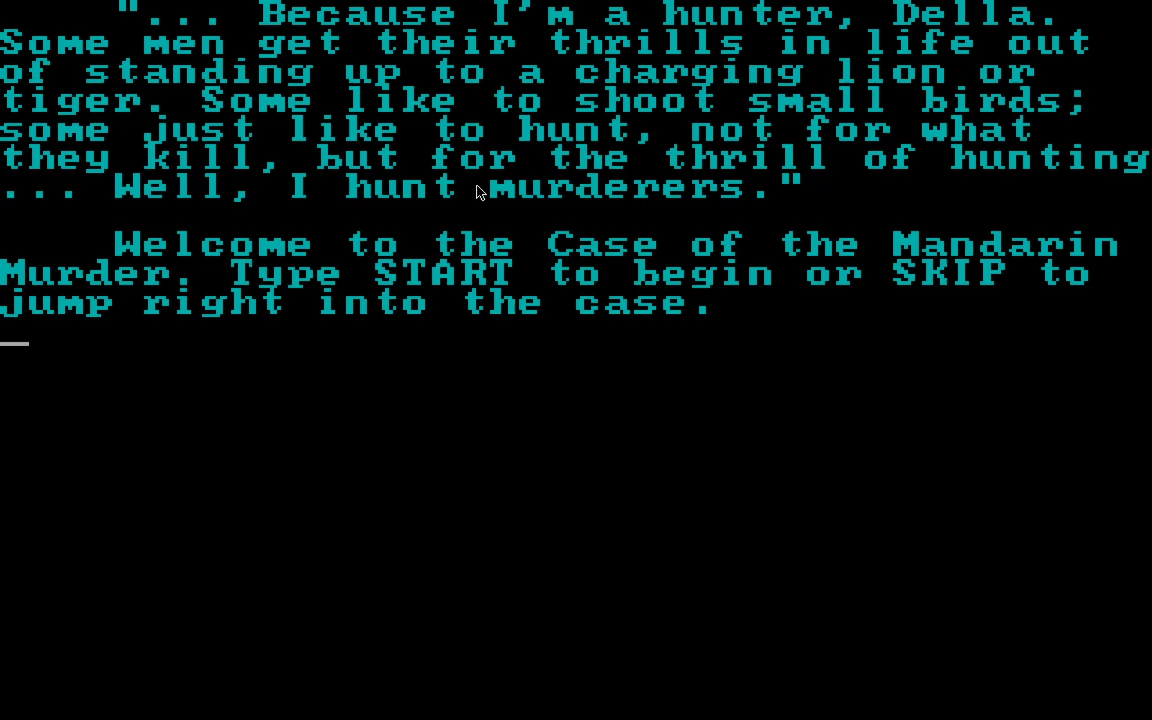 "... Because I'm a hunter, Della.
Some men get their thrills in life out
of standing up to a charging lion or
tiger. Some like to shoot small birds;
some just like to hunt, not for what
they kill, but for the thrill of hunting
... Well, I hunt murderers."
Welcome to the Case of the Mandarin
Murder. Type START to begin or SKIP to
jump right into the case.